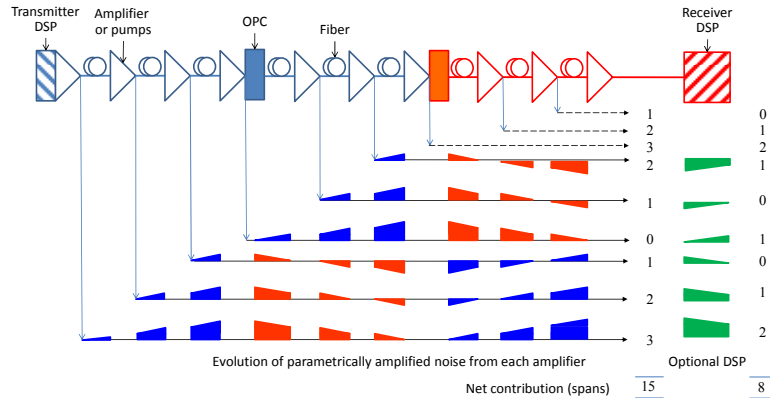 Transmitter DSP
Amplifier or pumps
OPC
Fiber
Receiver DSP
1 0
2 1
3 2
2 1
1 0
0 1
1 0
2 1
3 2
Evolution of parametrically amplified noise from each amplifier
Optional DSP
Net contribution (spans) 15 8